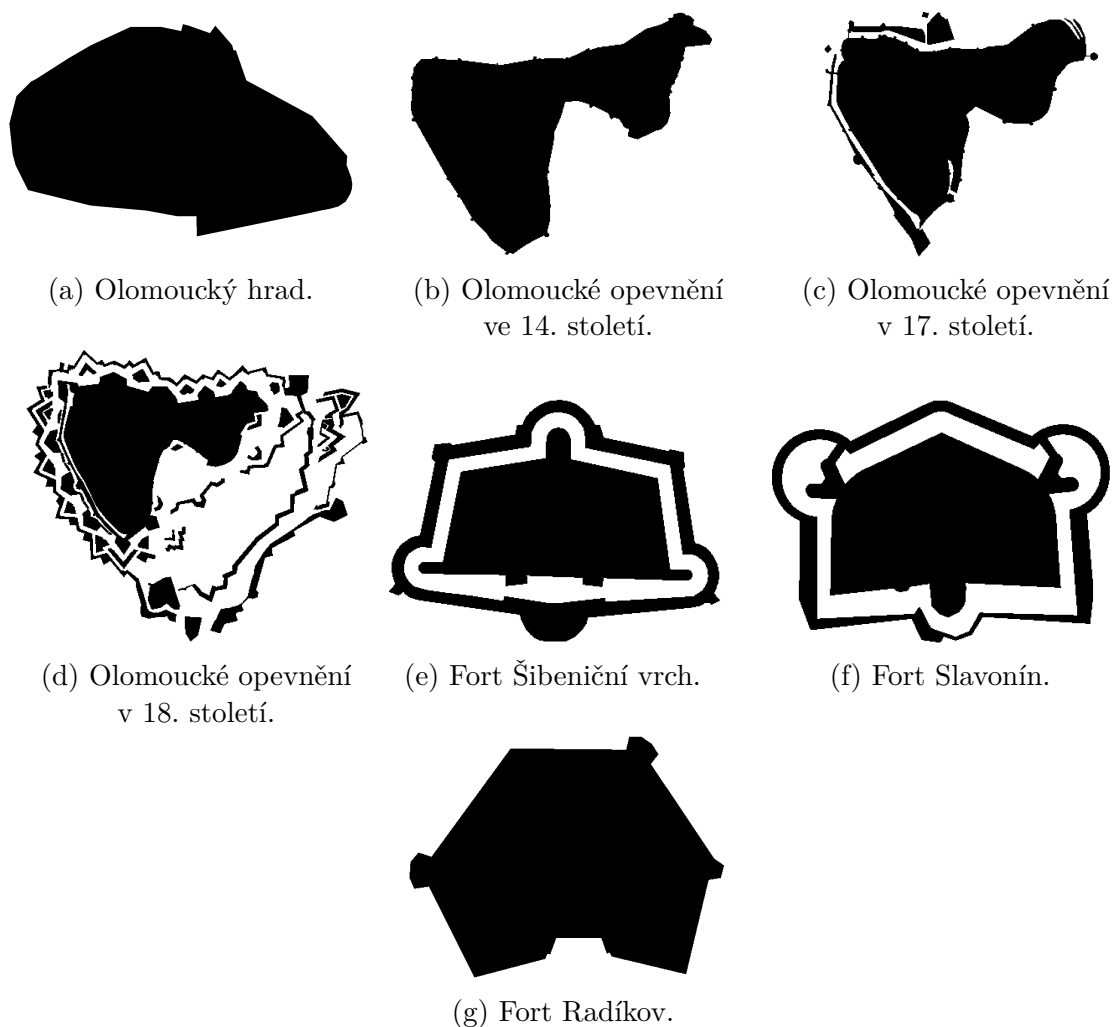 (a) Olomoucký hrad.
(b) Olomoucké opevnění
ve 14. století.
(c) Olomoucké opevnění
v 17. století.
(d) Olomoucké opevnění
v 18. století.
(e) Fort Šibeniční vrch.
(f) Fort Slavonín.
(g) Fort Radíkov.